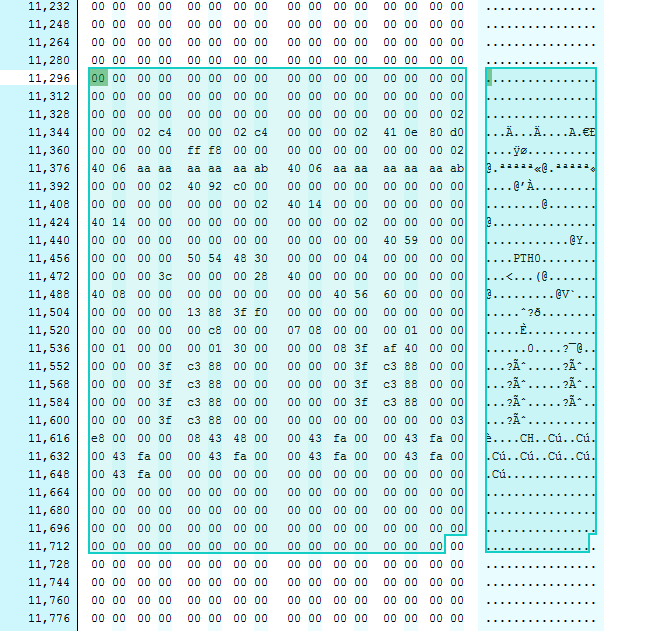 11,232 00 00 00 00 00 00 00 00 00 00 00 00 00 00 00 00 ................
11,248 00 00 00 00 00 00 00 00 00 00 00 00 00 00 00 00 ................
11,264 00 00 00 00 00 00 00 00 00 00 00 00 00 00 00 00 ................
11,280 00 00 00 00 00 00 00 00 00 00 00 00 00 00 00 00 ................
11,296 00 00 00 00 00 00 00 00 00 00 00 00 00 00 00 00 ................
11,312 00 00 00 00 00 00 00 00 00 00 00 00 00 00 00 00 ................
11,328 00 00 00 00 00 00 00 00 00 00 00 00 00 00 00 02 ................
11,344 00 00 02 c4 00 00 02 c4 00 00 00 02 41 0e 80 d0 ...Ä...Ä....A.€Ð
11,360 00 00 00 00 ff f8 00 00 00 00 00 00 00 00 00 02 ....ÿø..........
11,376 40 06 aa aa aa aa aa ab 40 06 aa aa aa aa aa ab @.ªªªªª«@.ªªªªª«
11,392 00 00 00 02 40 92 c0 00 00 00 00 00 00 00 00 00 ....@’À.........
11,408 00 00 00 00 00 00 00 02 40 14 00 00 00 00 00 00 ........@.......
11,424 40 14 00 00 00 00 00 00 00 00 00 02 00 00 00 00 @...............
11,440 00 00 00 00 00 00 00 00 00 00 00 00 40 59 00 00 ............@Y..
11,456 00 00 00 00 50 54 48 30 00 00 00 04 00 00 00 00 ....PTH0........
11,472 00 00 00 3c 00 00 00 28 40 00 00 00 00 00 00 00 ...<...(@.......
11,488 40 08 00 00 00 00 00 00 00 00 40 56 60 00 00 00 @.........@V`...
11,504 00 00 00 00 13 88 3f f0 00 00 00 00 00 00 00 00 .....ˆ?ð........
11,520 00 00 00 00 00 c8 00 00 07 08 00 00 00 01 00 00 .....È..........
11,536 00 01 00 00 00 01 30 00 00 00 08 3f af 40 00 00 ......0....?¯@..
11,552 00 00 00 3f c3 88 00 00 00 00 00 3f c3 88 00 00 ...?Ãˆ.....?Ãˆ..
11,568 00 00 00 3f c3 88 00 00 00 00 00 3f c3 88 00 00 ...?Ãˆ.....?Ãˆ..
11,584 00 00 00 3f c3 88 00 00 00 00 00 3f c3 88 00 00 ...?Ãˆ.....?Ãˆ..
11,600 00 00 00 3f c3 88 00 00 00 00 00 00 00 00 00 03 ...?Ãˆ..........
11,616 e8 00 00 00 08 43 48 00 00 43 fa 00 00 43 fa 00 è....CH..Cú..Cú.
11,632 00 43 fa 00 00 43 fa 00 00 43 fa 00 00 43 fa 00 .Cú..Cú..Cú..Cú.
11,648 00 43 fa 00 00 00 00 00 00 00 00 00 00 00 00 00 .Cú.............
11,664 00 00 00 00 00 00 00 00 00 00 00 00 00 00 00 00 ................
11,680 00 00 00 00 00 00 00 00 00 00 00 00 00 00 00 00 ................
11,696 00 00 00 00 00 00 00 00 00 00 00 00 00 00 00 00 ................
11,712 00 00 00 00 00 00 00 00 00 00 00 00 00 00 00 00 ................
11,728 00 00 00 00 00 00 00 00 00 00 00 00 00 00 00 00 ................
11,744 00 00 00 00 00 00 00 00 00 00 00 00 00 00 00 00 ................
11,760 00 00 00 00 00 00 00 00 00 00 00 00 00 00 00 00 ................
11,776 00 00 00 00 00 00 00 00 00 00 00 00 00 00 00 00 ................